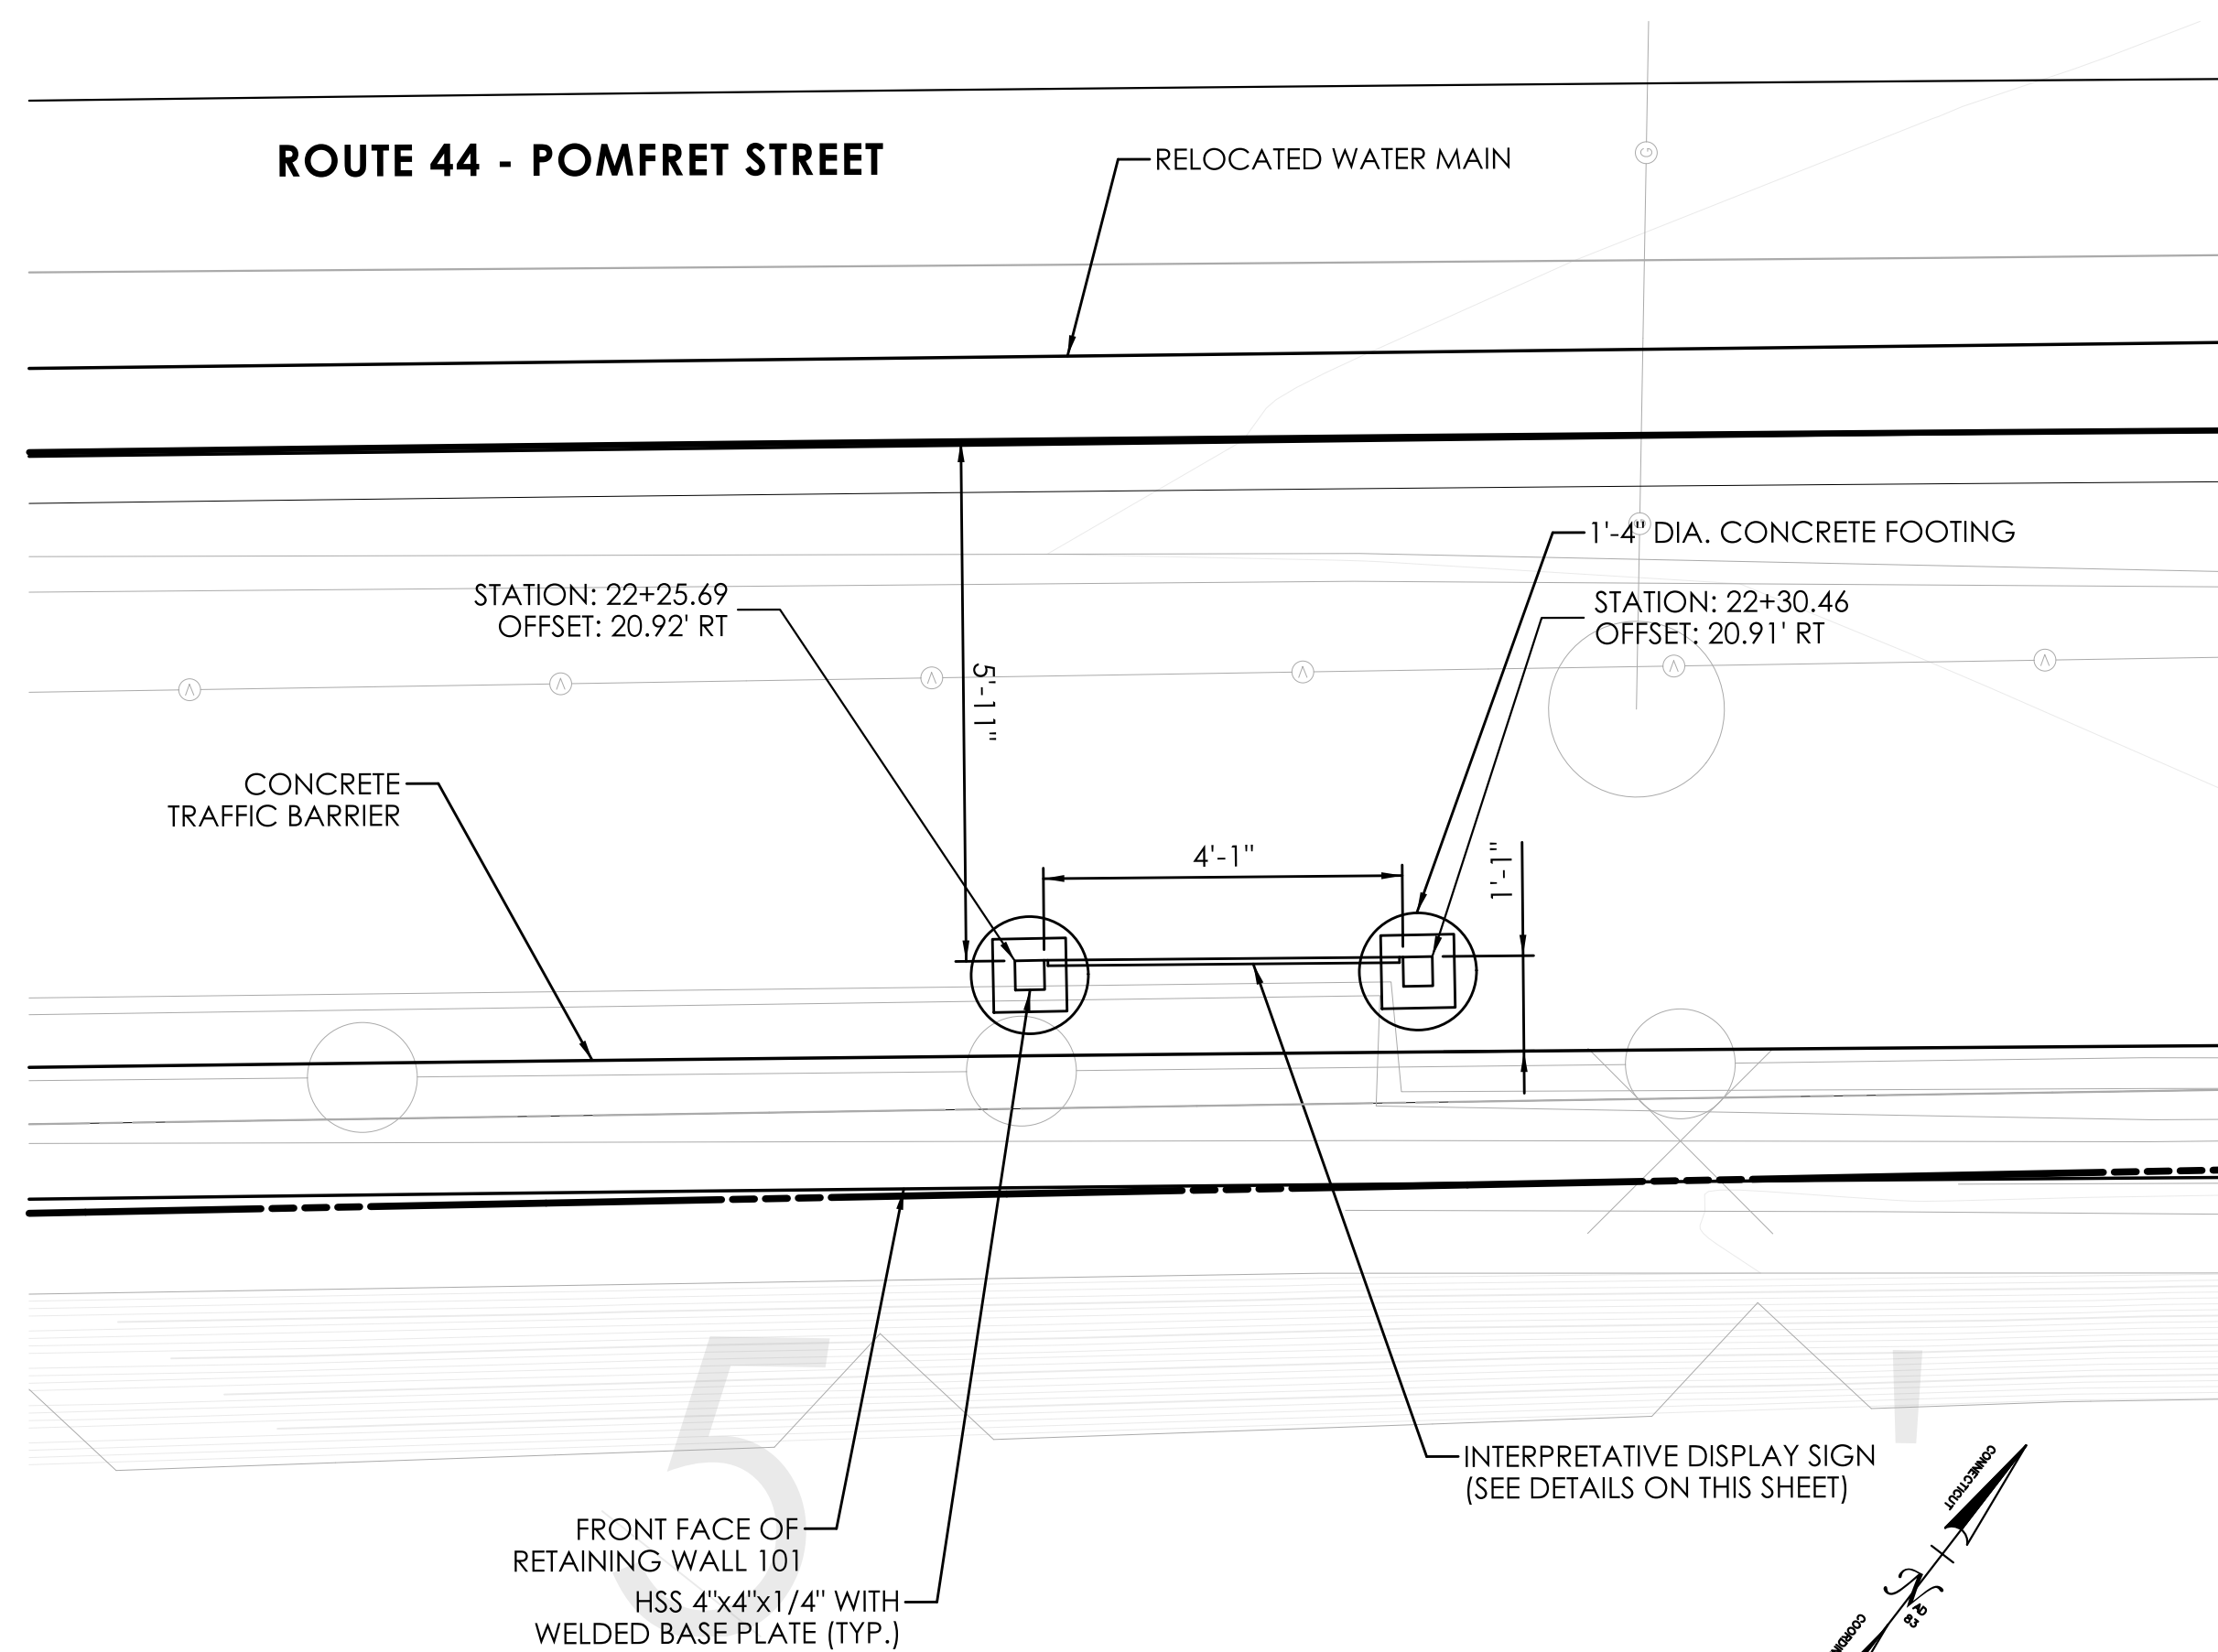 ROUTE 44 - POMFRET STREET
RELOCATED WATER MAIN
G
G
1'-4" DIA. CONCRETE FOOTING
STATION: 22+25.69
OFFSET: 20.92' RT
STATION: 22+30.46
OFFSET: 20.91' RT
5'-11"
CONCRETE
TRAFFIC BARRIER
4'-1"
1'-1"
5'
INTERPRETATIVE DISPLAY SIGN
(SEE DETAILS ON THIS SHEET)
FRONT FACE OF
RETAINING WALL 101
HSS 4"x4"x1/4" WITH
WELDED BASE PLATE (TYP.)
CONNECTICUT
N